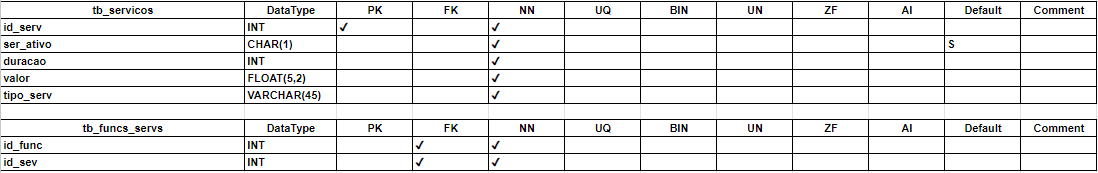 tb_servicos DataType PK FK NN UQ BIN UN ZF AI Default Comment
id_serv INT ✓ ✓
ser_ativo CHAR(1) ✓ S
duracao INT ✓
valor FLOAT(5,2) ✓
tipo_serv VARCHAR(45) ✓
tb_funcs_servs DataType PK FK NN UQ BIN UN ZF AI Default Comment
id_func INT ✓ ✓
id_sev INT ✓ ✓